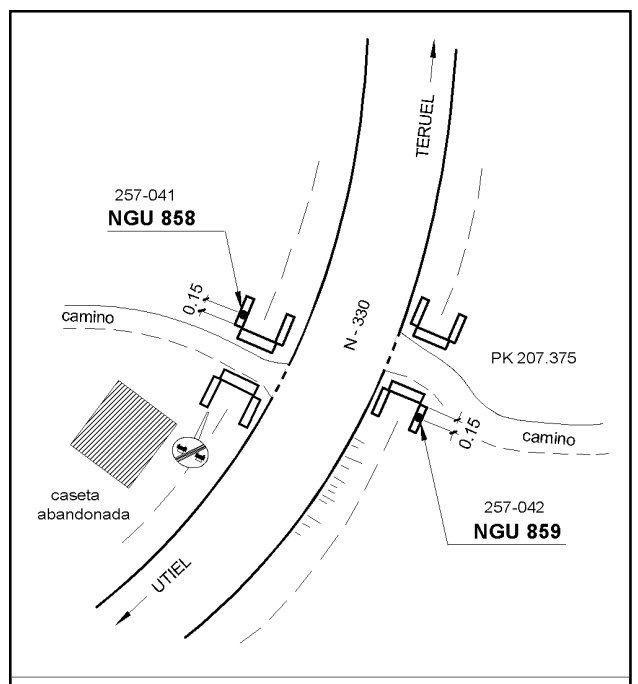 TERUEL
257-041
NGU 858
0.15
camino
N - 330
PK 207.375
0.15
camino
caseta
abandonada
257-042
NGU 859
UTIEL